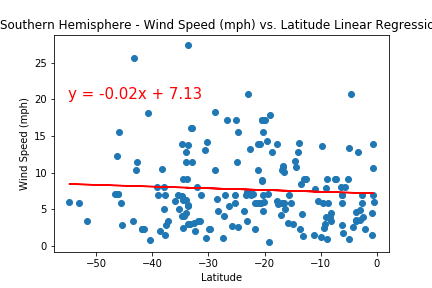 Southern Hemisphere - Wind Speed (mph) vs. Latitude Linear Regressio
25
y = -0.02x + 7.13
20
15
10
5
0
Wind Speed (mph)
−50 −40 −30 −20 −10 0
Latitude